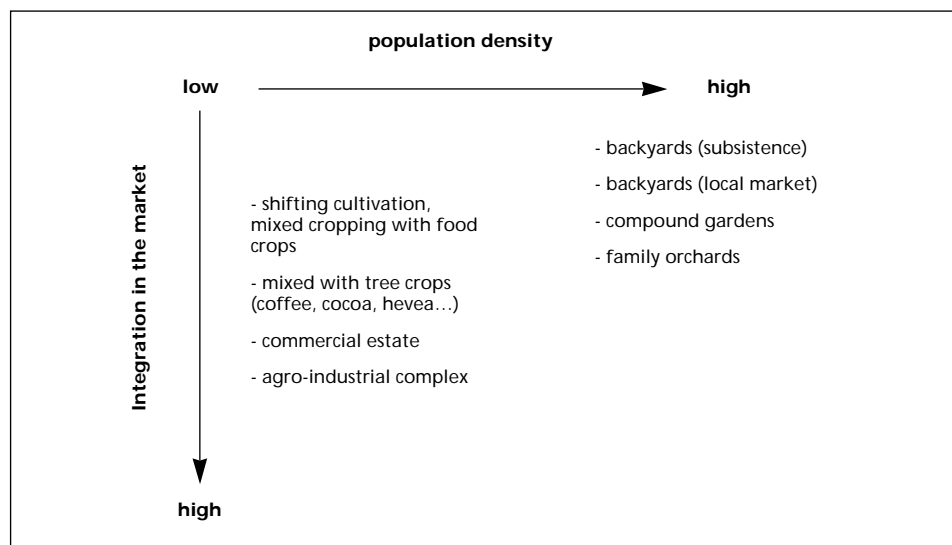 population density
low
high
Integration in the market
- backyards (subsistence)
- backyards (local market)
- compound gardens
- family orchards
- shifting cultivation,
mixed cropping with food
crops
- mixed with tree crops
(coffee, cocoa, hevea…)
- commercial estate
- agro-industrial complex
high